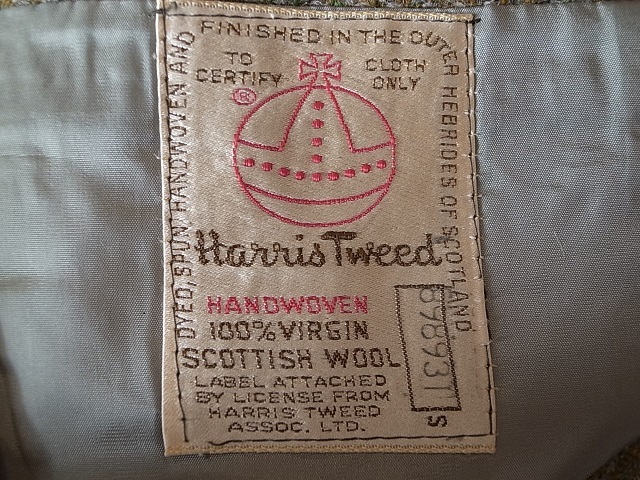 DYED, SPUN, HANDWOVEN AND FINISHED IN THE OUTER HEBRIDES OF SCOTLAND
TO CERTIFY
CLOTH ONLY
®
Harris Tweed
HANDWOVEN
100% VIRGIN
SCOTTISH WOOL
LABEL ATTACHED
BY LICENSE FROM
HARRIS TWEED
ASSOC. LTD.
S